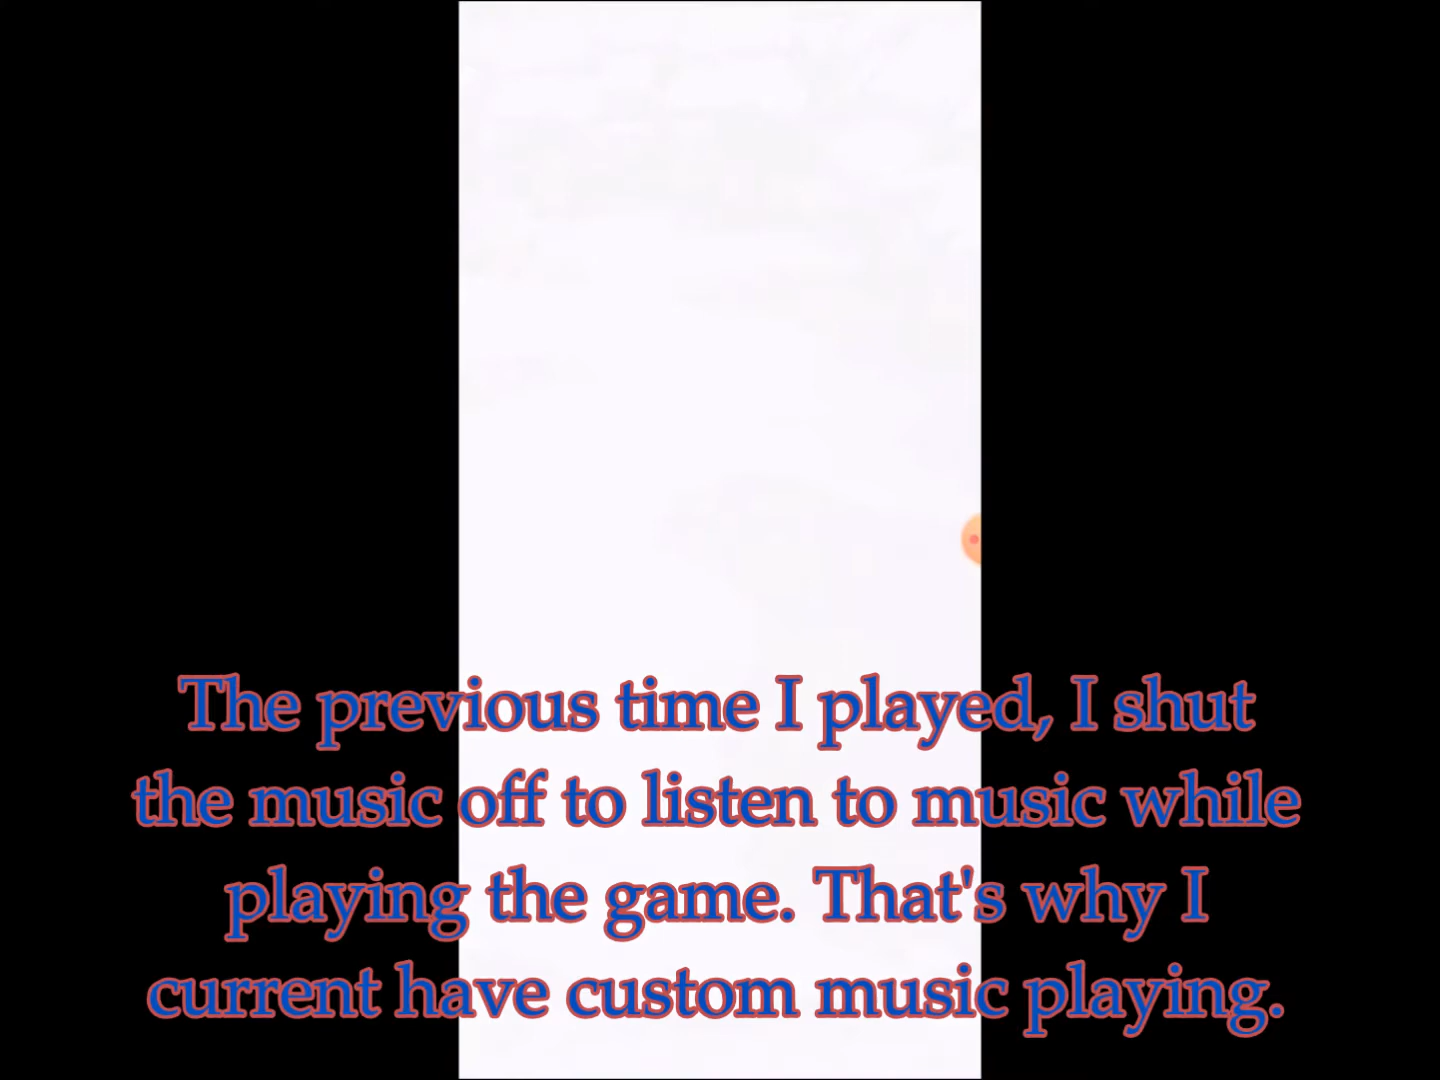 The previous time I played, I shut
the music off to listen to music while
playing the game. That's why I
current have custom music playing.